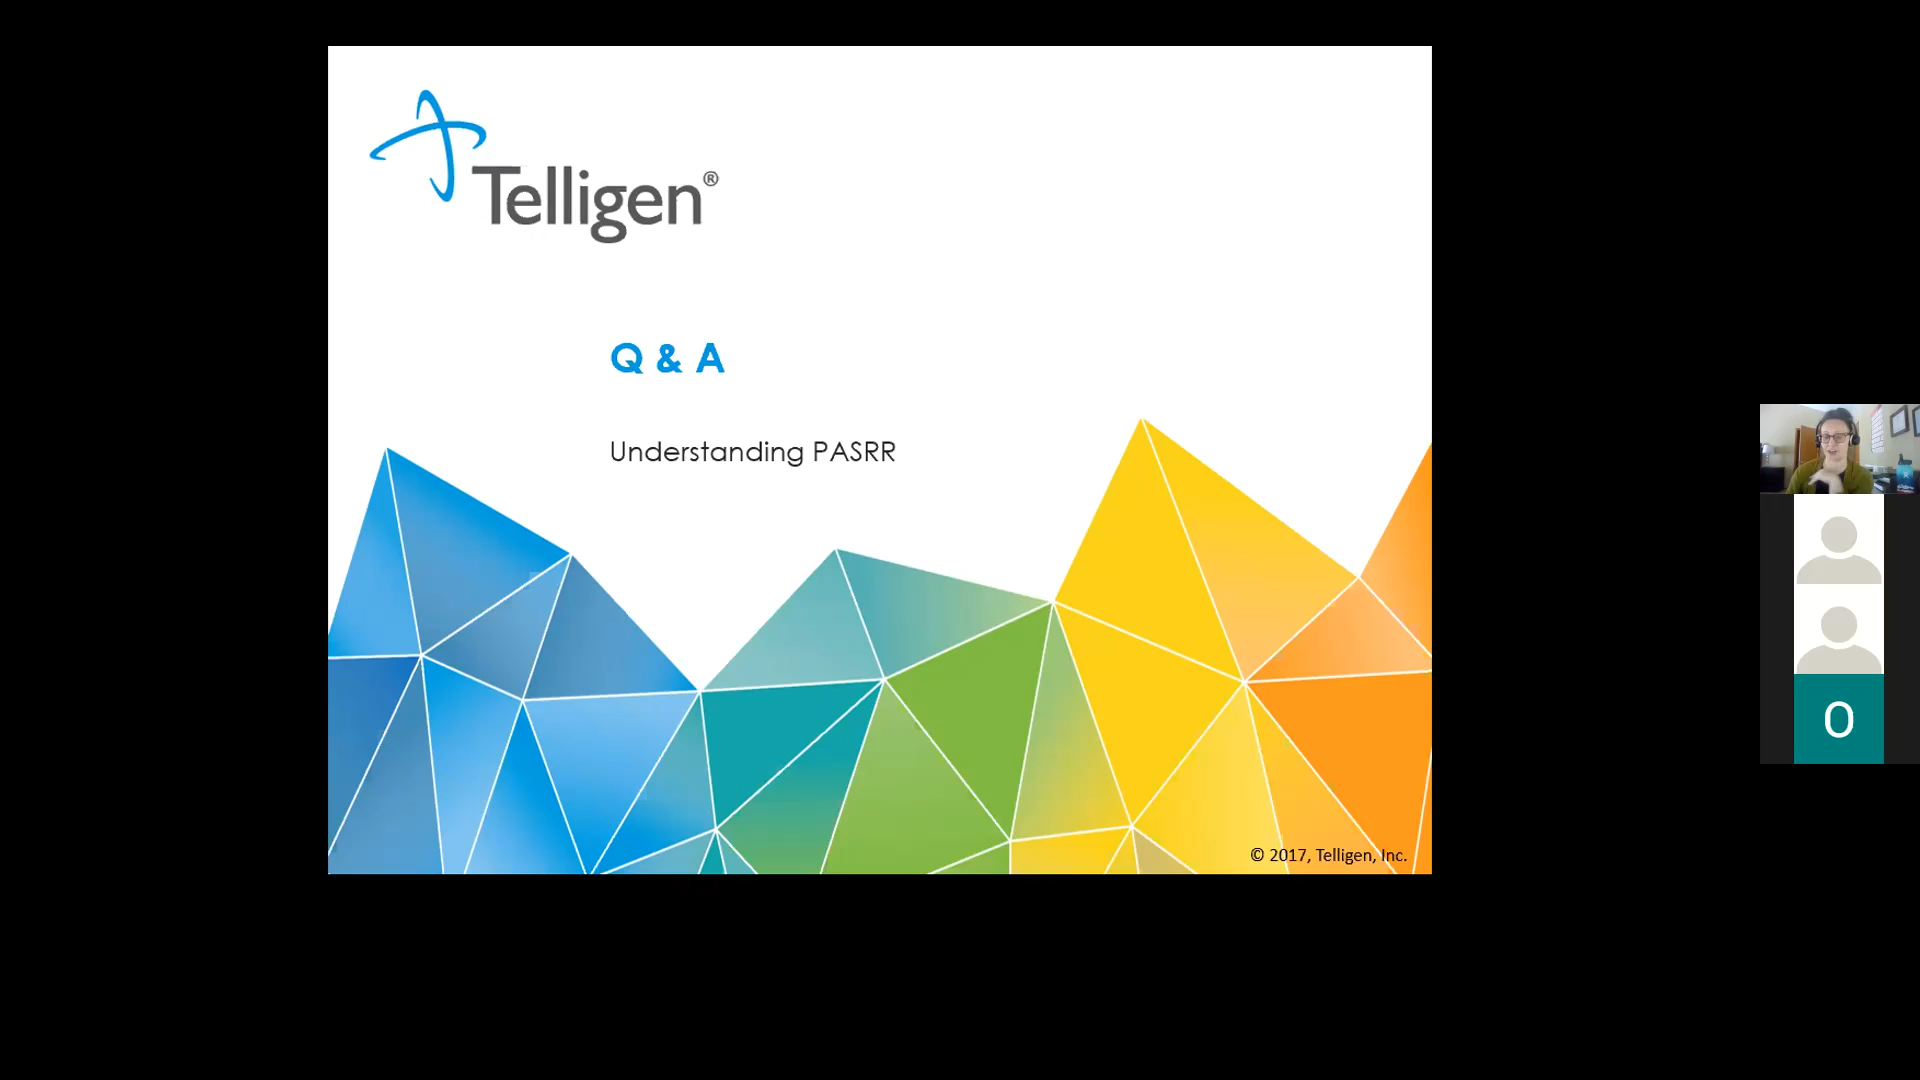 Telligen®
Q & A
Understanding PASRR
© 2017, Telligen, Inc.
O